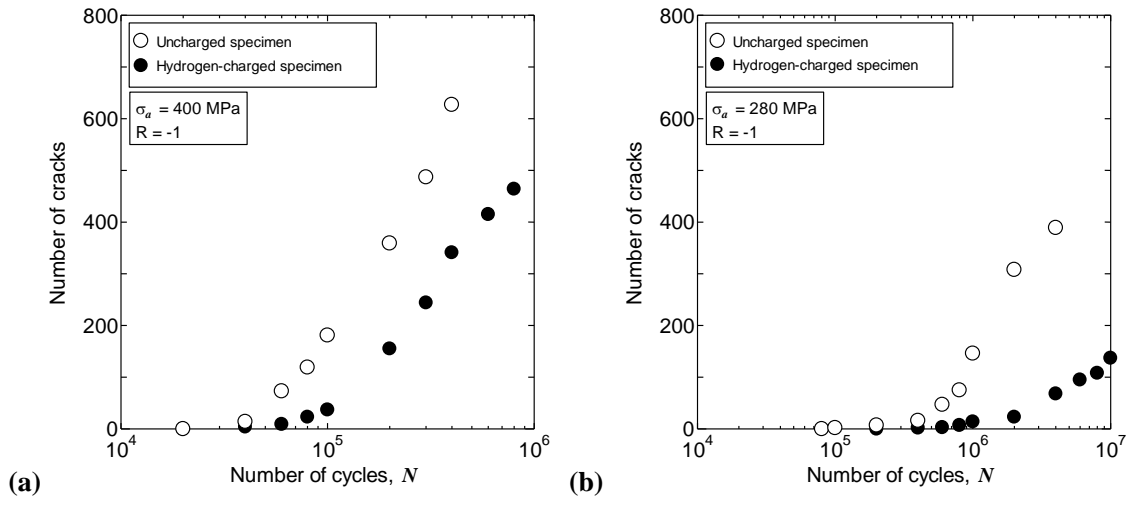 800
600
400
200
0
Number of cracks
Uncharged specimen
Hydrogen-charged specimen
σa = 400 MPa
R = -1
10^4
10^5
10^6
Number of cycles, N
(a)
800
600
400
200
0
Number of cracks
Uncharged specimen
Hydrogen-charged specimen
σa = 280 MPa
R = -1
10^4
10^5
10^6
10^7
Number of cycles, N
(b)